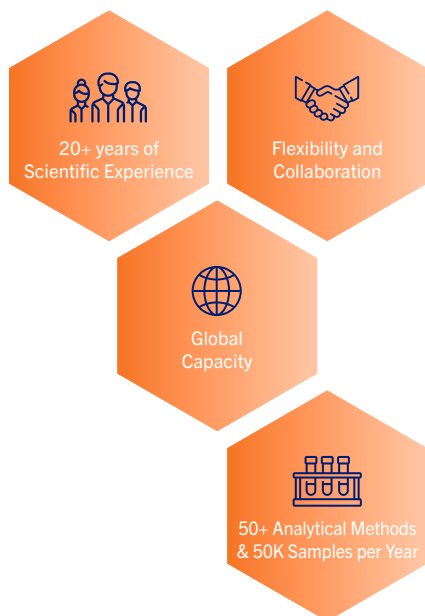 20+ years of
Scientific Experience
Flexibility and
Collaboration
Global
Capacity
50+ Analytical Methods
& 50K Samples per Year